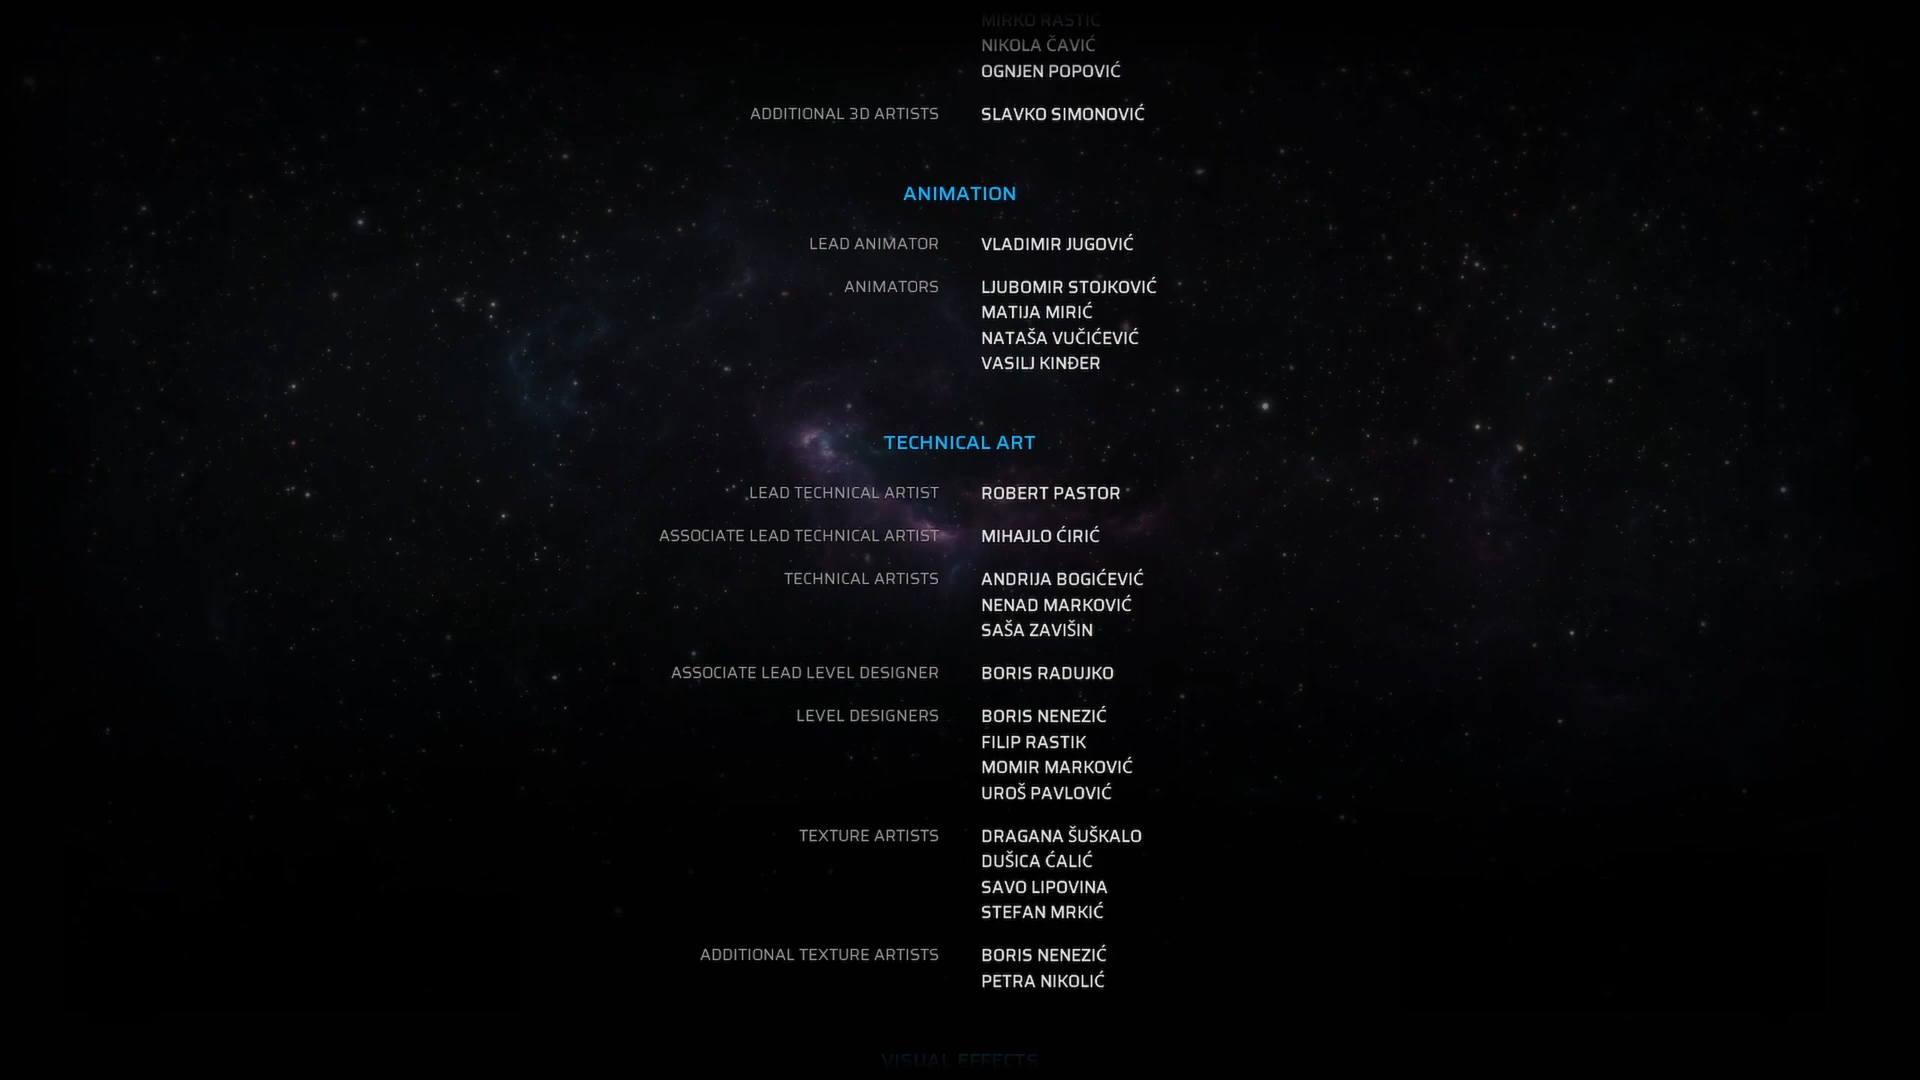 MIRKO RASTIĆ
NIKOLA ČAVIĆ
OGNJEN POPOVIĆ
ADDITIONAL 3D ARTISTS SLAVKO SIMONOVIĆ
ANIMATION
LEAD ANIMATOR VLADIMIR JUGOVIĆ
ANIMATORS LJUBOMIR STOJKOVIĆ
MATIJA MIRIĆ
NATAŠA VUČIĆEVIĆ
VASILJ KINĐER
TECHNICAL ART
LEAD TECHNICAL ARTIST ROBERT PASTOR
ASSOCIATE LEAD TECHNICAL ARTIST MIHAJLO ĆIRIĆ
TECHNICAL ARTISTS ANDRIJA BOGIĆEVIĆ
NENAD MARKOVIĆ
SAŠA ZAVIŠIN
ASSOCIATE LEAD LEVEL DESIGNER BORIS RADUJKO
LEVEL DESIGNERS BORIS NENEZIĆ
FILIP RASTIK
MOMIR MARKOVIĆ
UROŠ PAVLOVIĆ
TEXTURE ARTISTS DRAGANA ŠUŠKALO
DUŠICA ĆALIĆ
SAVO LIPOVINA
STEFAN MRKIĆ
ADDITIONAL TEXTURE ARTISTS BORIS NENEZIĆ
PETRA NIKOLIĆ
VISUAL EFFECTS